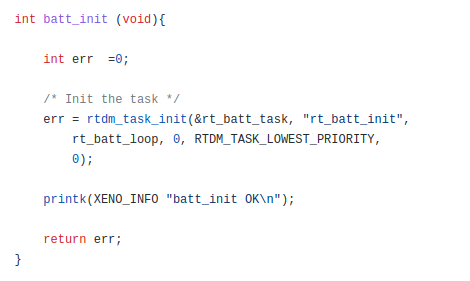 int batt_init (void){
int err  =0;
/* Init the task */
err = rtdm_task_init(&rt_batt_task, "rt_batt_init",
rt_batt_loop, 0, RTDM_TASK_LOWEST_PRIORITY,
0);
printk(XENO_INFO "batt_init OK\n");
return err;
}